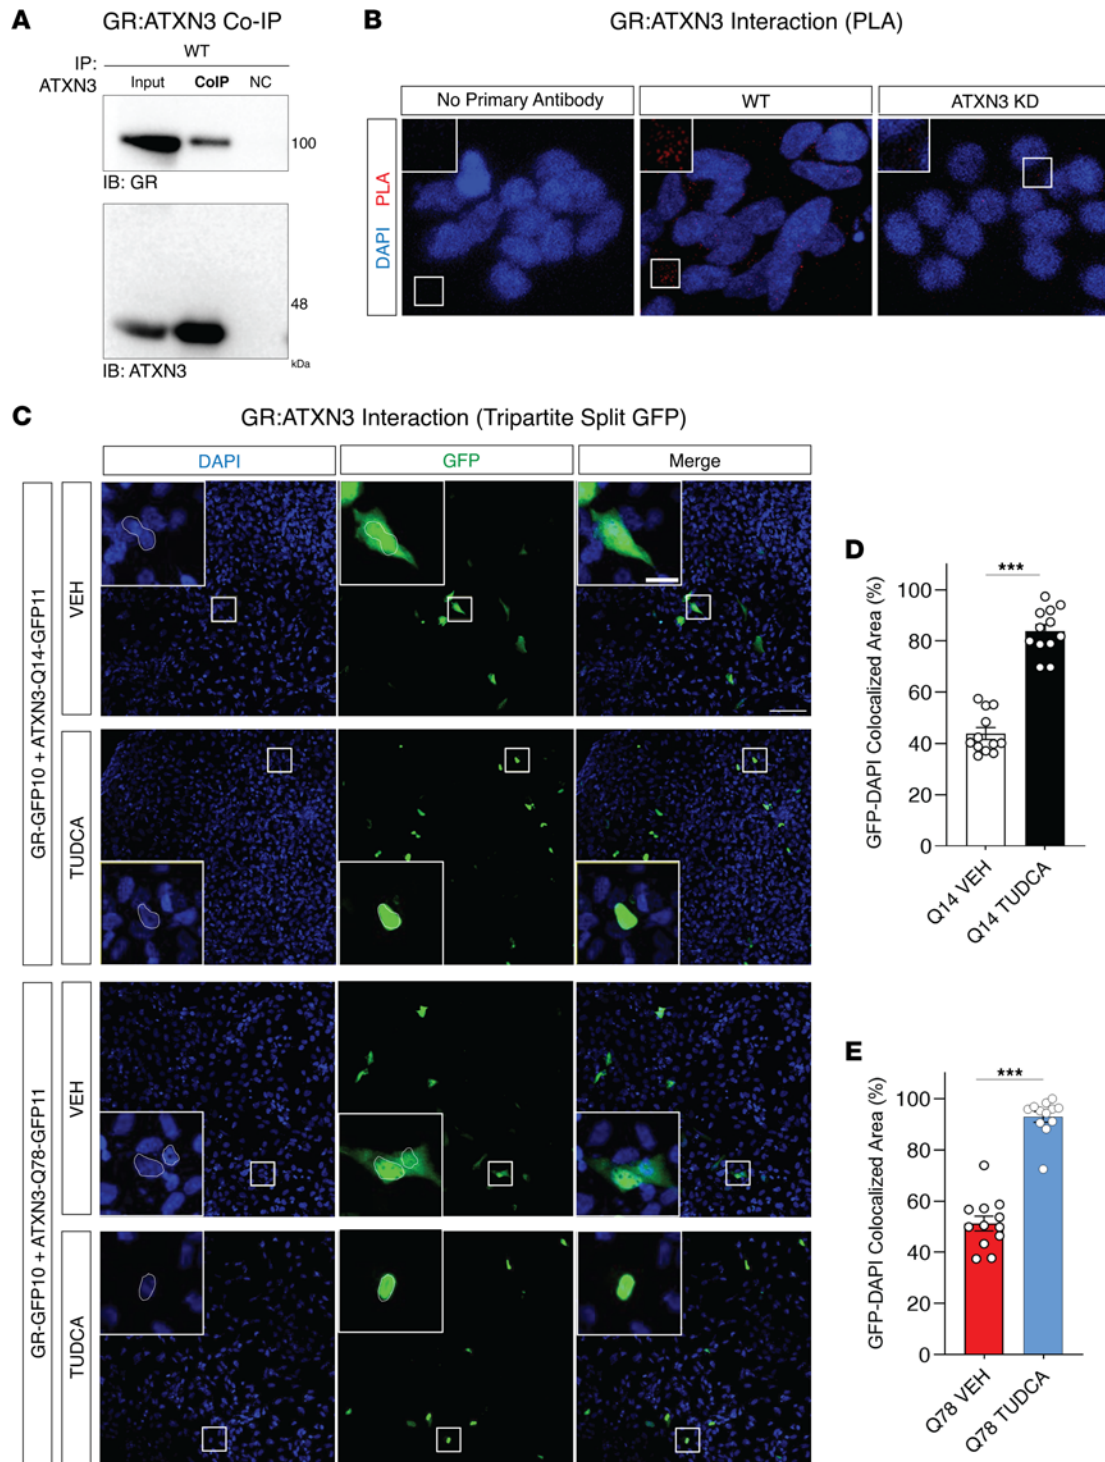 A
GR:ATXN3 Co-IP
IP:
ATXN3
WT
Input CoIP NC
100
IB: GR
48
kDa
IB: ATXN3
B
GR:ATXN3 Interaction (PLA)
No Primary Antibody WT ATXN3 KD
DAPI PLA
C
GR:ATXN3 Interaction (Tripartite Split GFP)
DAPI GFP Merge
GR-GFP10 + ATXN3-Q14-GFP11
VEH
TUDCA
GR-GFP10 + ATXN3-Q78-GFP11
VEH
TUDCA
D
GFP-DAPI Colocalized Area (%)
***
100
80
60
40
20
0
Q14 VEH
Q14 TUDCA
E
GFP-DAPI Colocalized Area (%)
***
100
80
60
40
20
0
Q78 VEH
Q78 TUDCA